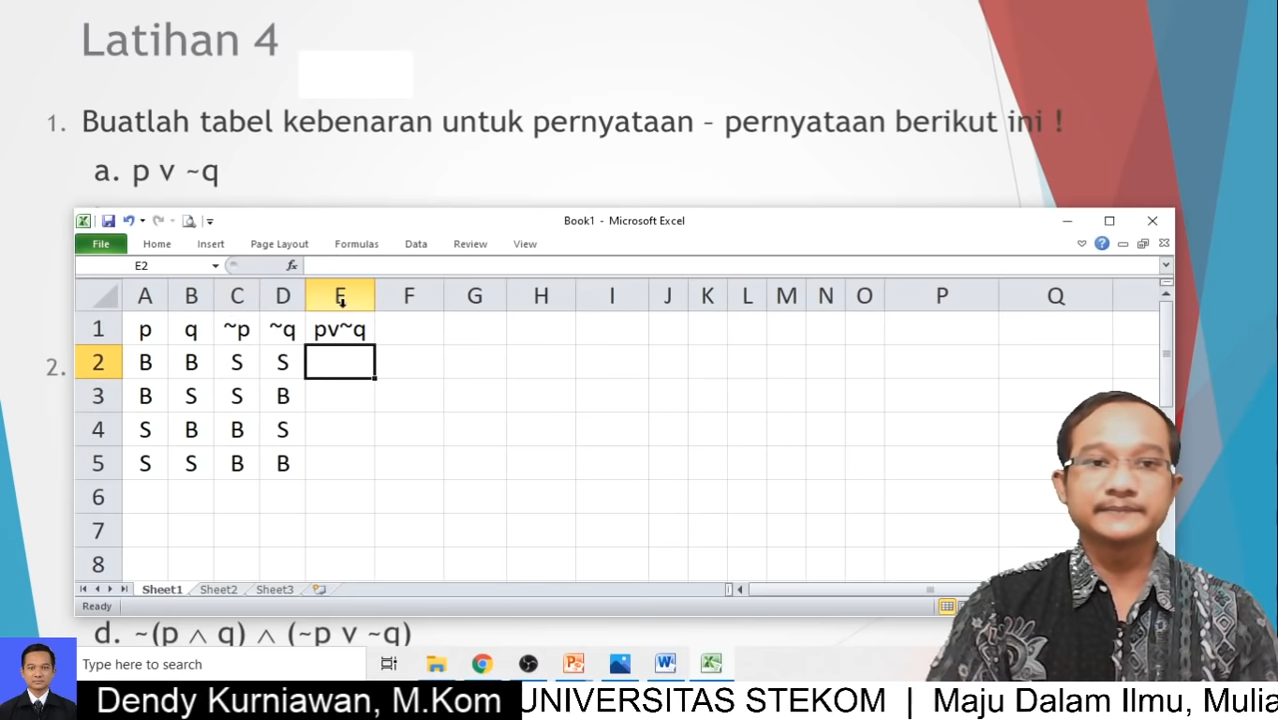 Latihan 4
1. Buatlah tabel kebenaran untuk pernyataan – pernyataan berikut ini !
a. p v ~q
Book1 - Microsoft Excel
File Home Insert Page Layout Formulas Data Review View
E2 fx
A B C D E F G H I J K L M N O P Q
1 p q ~p ~q pv~q
2 B B S S
2.
3 B S S B
4 S B B S
5 S S B B
6
7
8
Sheet1 Sheet2 Sheet3
Ready
d. ~(p ∧ q) ∧ (~p v ~q)
Type here to search
Dendy Kurniawan, M.Kom UNIVERSITAS STEKOM | Maju Dalam Ilmu, Mulia